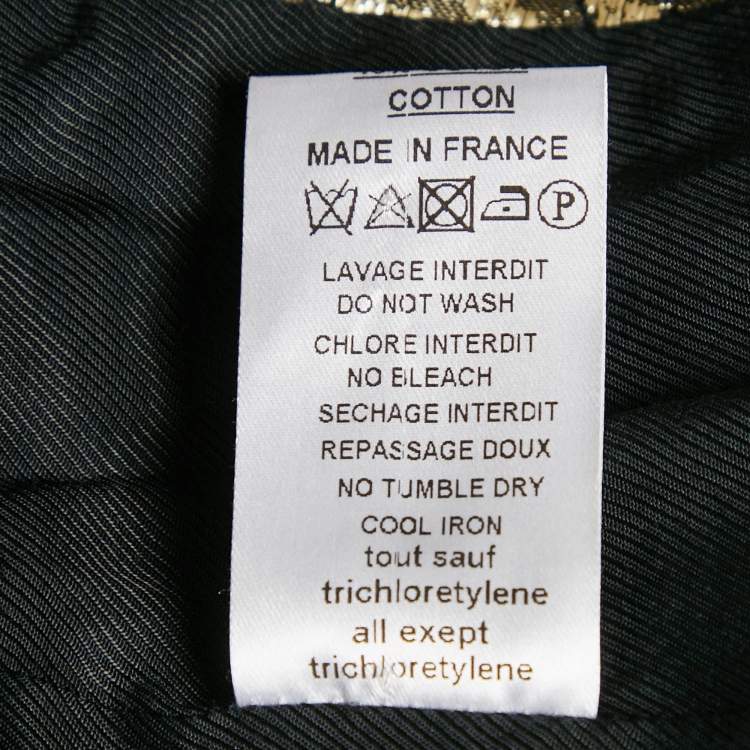 COTTON
MADE IN FRANCE
P
LAVAGE INTERDIT
DO NOT WASH
CHLORE INTERDIT
NO BLEACH
SECHAGE INTERDIT
REPASSAGE DOUX
NO TUMBLE DRY
COOL IRON
tout sauf
trichloretylene
all exept
trichloretylene